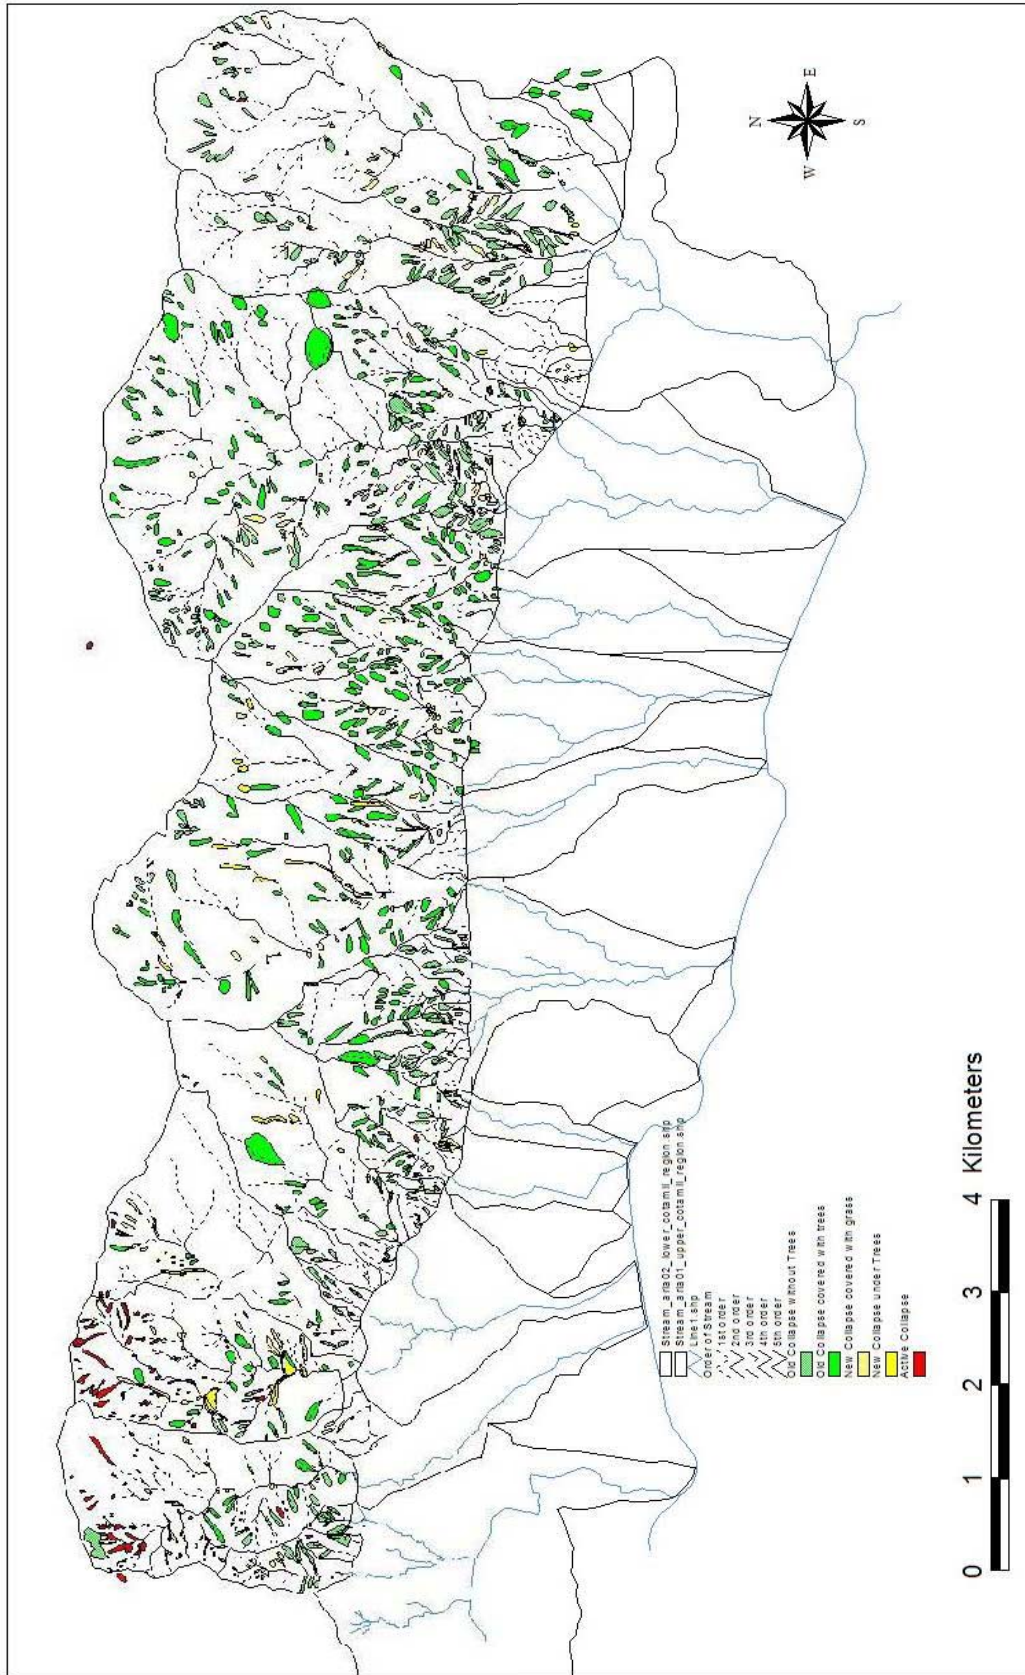 N
E
W
S
Stream_aria02_lower_cotamil_region.shp
Stream_aria01_upper_cotamil_region.shp
Line1.shp
Order of Stream
1st order
2nd order
3rd order
4th order
5th order
Old Collapse without Trees
Old Collapse covered with trees
New Collapse covered with grass
New Collapse under Trees
Active Collapse
0 1 2 3 4 Kilometers